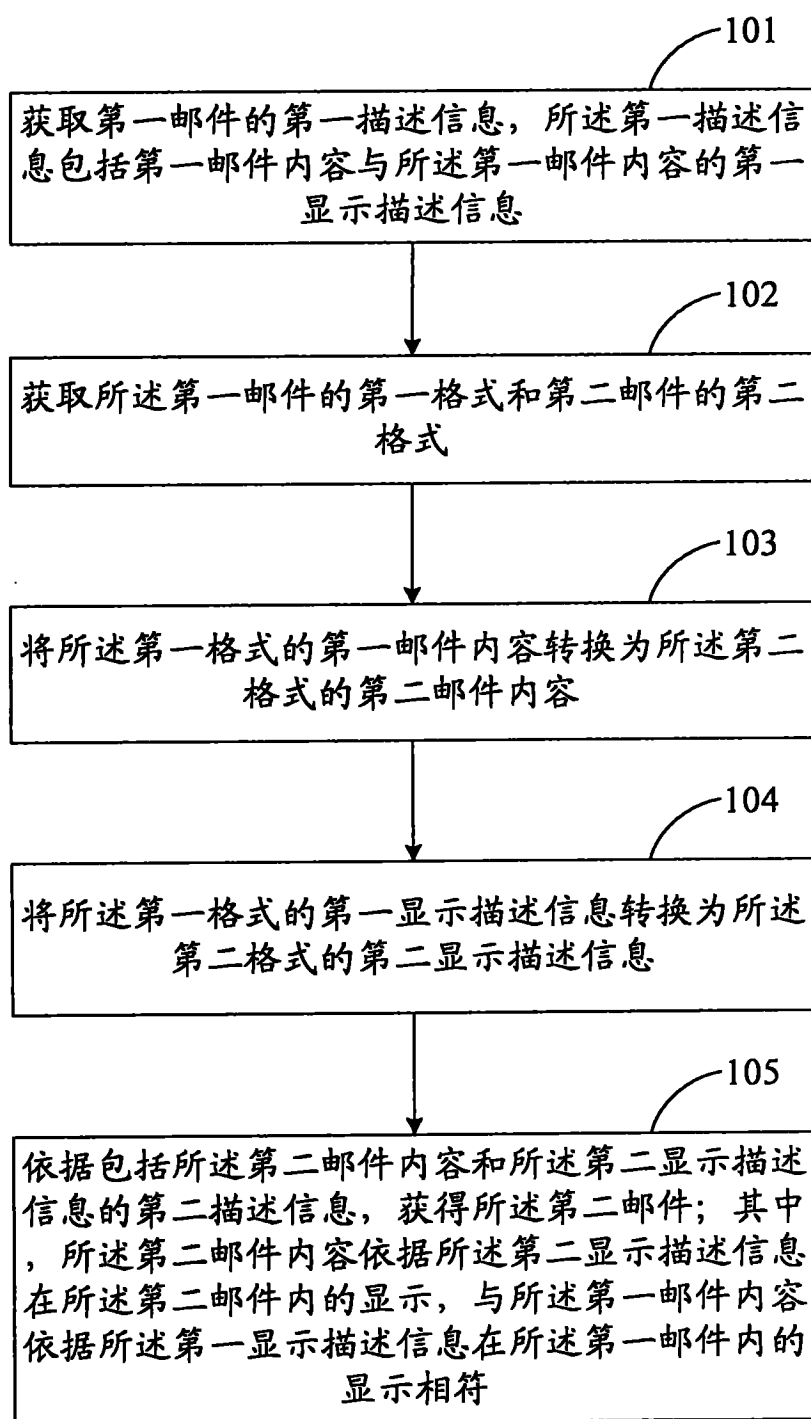 101
获取第一邮件的第一描述信息，所述第一描述信
息包括第一邮件内容与所述第一邮件内容的第一
显示描述信息
102
获取所述第一邮件的第一格式和第二邮件的第二
格式
103
将所述第一格式的第一邮件内容转换为所述第二
格式的第二邮件内容
104
将所述第一格式的第一显示描述信息转换为所述
第二格式的第二显示描述信息
105
依据包括所述第二邮件内容和所述第二显示描述
信息的第二描述信息，获得所述第二邮件；其中
，所述第二邮件内容依据所述第二显示描述信息
在所述第二邮件内的显示，与所述第一邮件内容
依据所述第一显示描述信息在所述第一邮件内的
显示相符